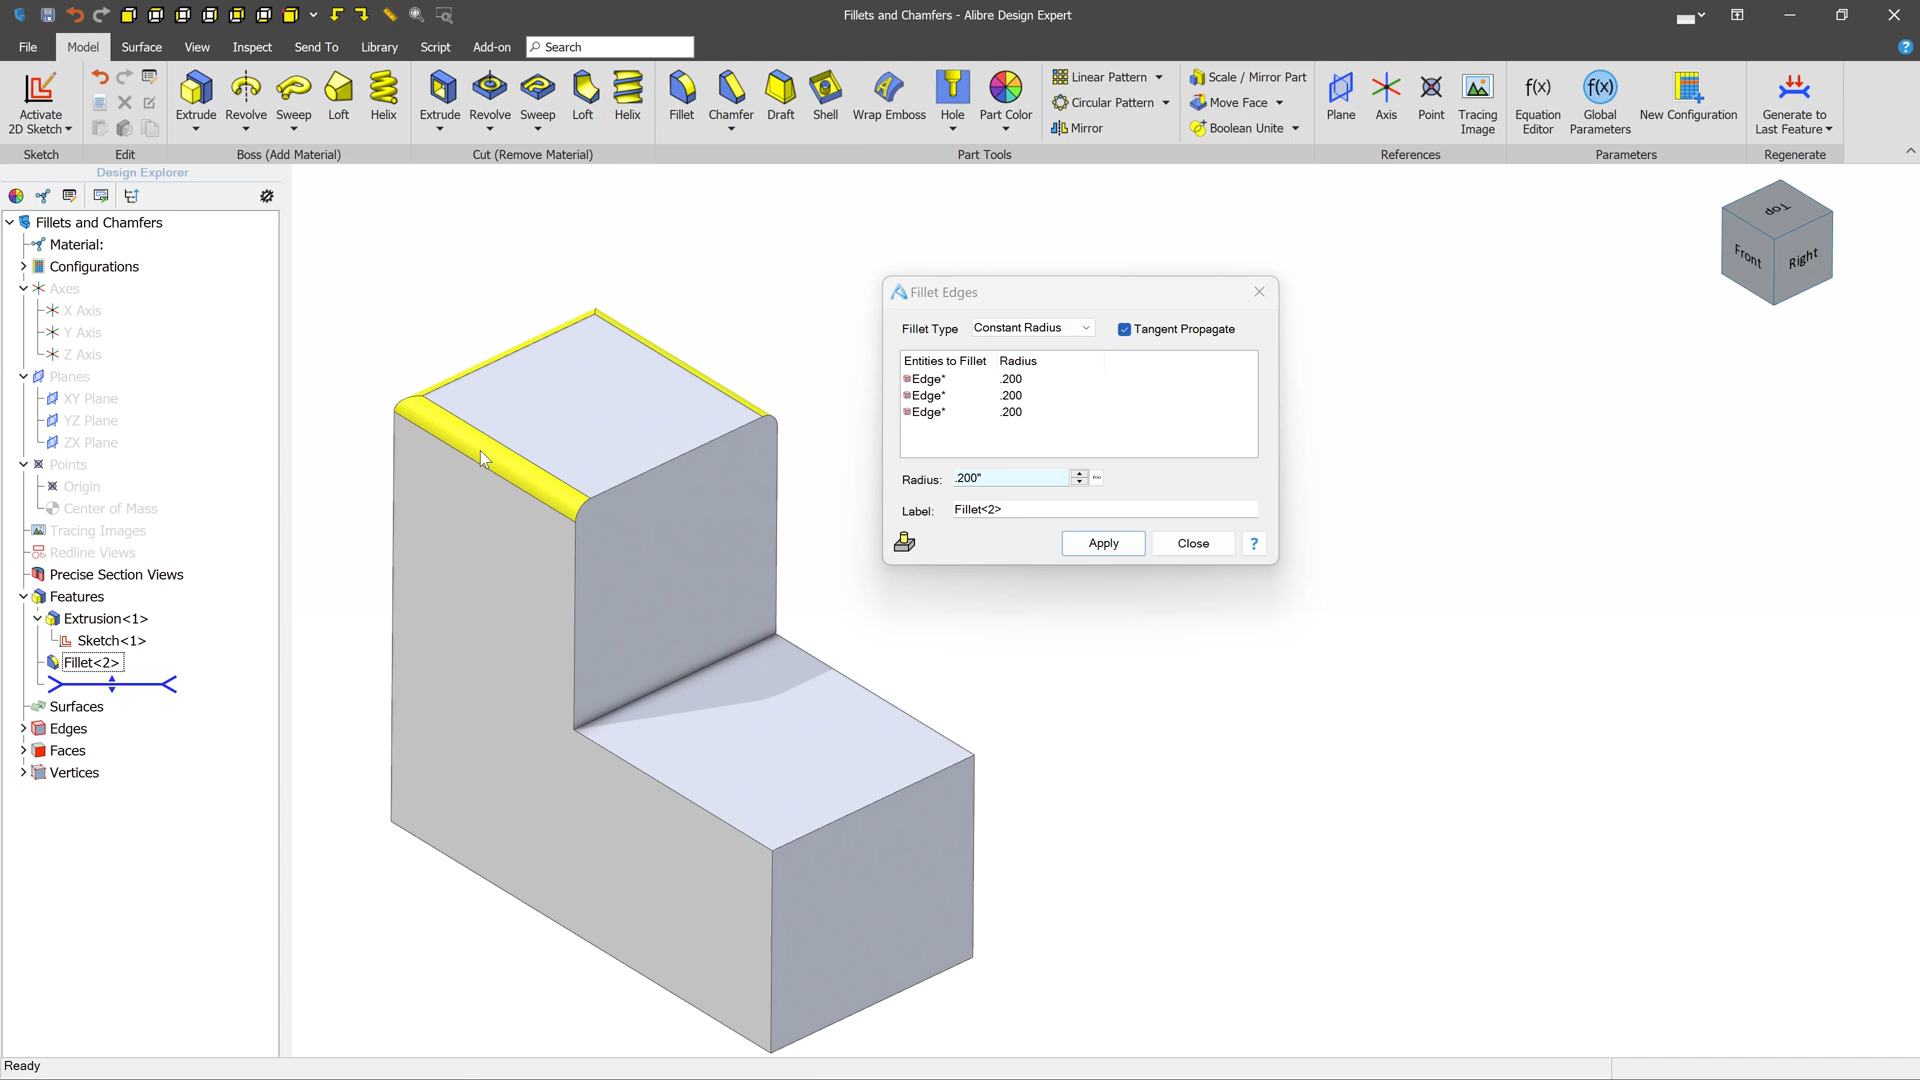 Fillets and Chamfers - Alibre Design Expert
File Model Surface View Inspect Send To Library Script Add-on Search
Activate 2D Sketch
Extrude Revolve Sweep Loft Helix
Extrude Revolve Sweep Loft Helix
Fillet Chamfer Draft Shell Wrap Emboss Hole Part Color
Linear Pattern
Circular Pattern
Mirror
Scale / Mirror Part
Move Face
Boolean Unite
Plane Axis Point Tracing Image
f(x) Equation Editor
f(x) Global Parameters
New Configuration
Generate to Last Feature
Sketch Edit Boss (Add Material) Cut (Remove Material) Part Tools References Parameters Regenerate
Design Explorer
Fillets and Chamfers
Material:
Configurations
Axes
X Axis
Y Axis
Z Axis
Planes
XY Plane
YZ Plane
ZX Plane
Points
Origin
Center of Mass
Tracing Images
Redline Views
Precise Section Views
Features
Extrusion<1>
Sketch<1>
Fillet<2>
Surfaces
Edges
Faces
Vertices
Top
Front
Right
Fillet Edges
Fillet Type Constant Radius Tangent Propagate
Entities to Fillet Radius
Edge* .200
Edge* .200
Edge* .200
Radius: .200"
Label: Fillet<2>
Apply Close ?
Ready